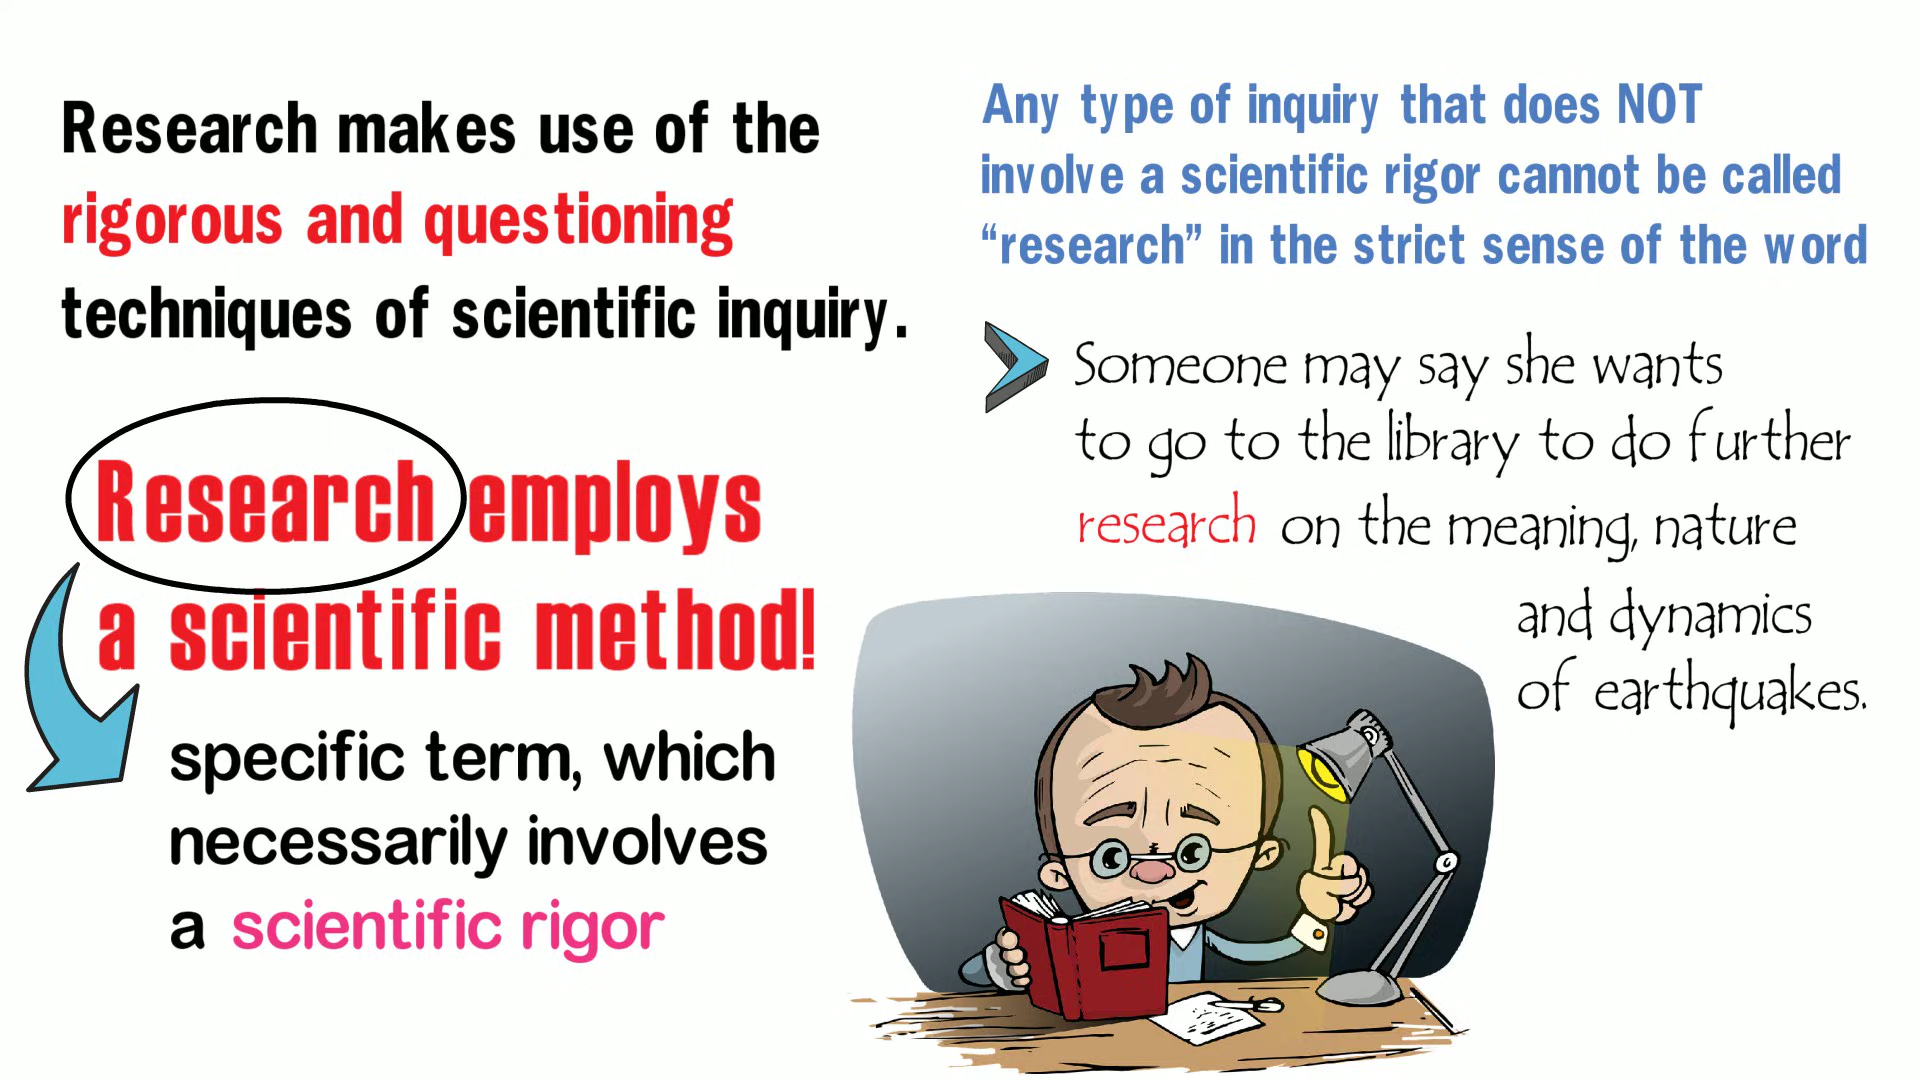 Research makes use of the
rigorous and questioning
techniques of scientific inquiry.
Research employs
a scientific method!
specific term, which
necessarily involves
a scientific rigor
Any type of inquiry that does NOT
involve a scientific rigor cannot be called
“research” in the strict sense of the word
Someone may say she wants
to go to the library to do further
research on the meaning, nature
and dynamics
of earthquakes.